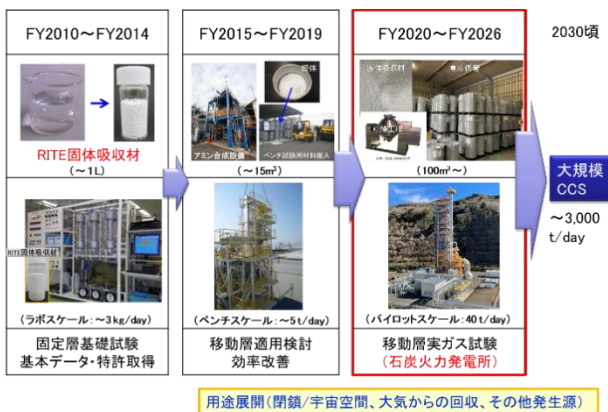 FY2010～FY2014
RITE固体吸収材
(～1L)
RITE固体吸収材
(ラボスケール:～3kg/day)
固定層基礎試験
基本データ・特許取得
FY2015～FY2019
担体
アミン合成設備
ベンチ試験用材料搬入
(～15m³)
(ベンチスケール:～5t/day)
移動層適用検討
効率改善
FY2020～FY2026
固体吸収材
(100m³～)
(パイロットスケール:40t/day)
移動層実ガス試験
(石炭火力発電所)
2030頃
大規模
CCS
～3,000
t/day
用途展開(閉鎖/宇宙空間、大気からの回収、その他発生源)